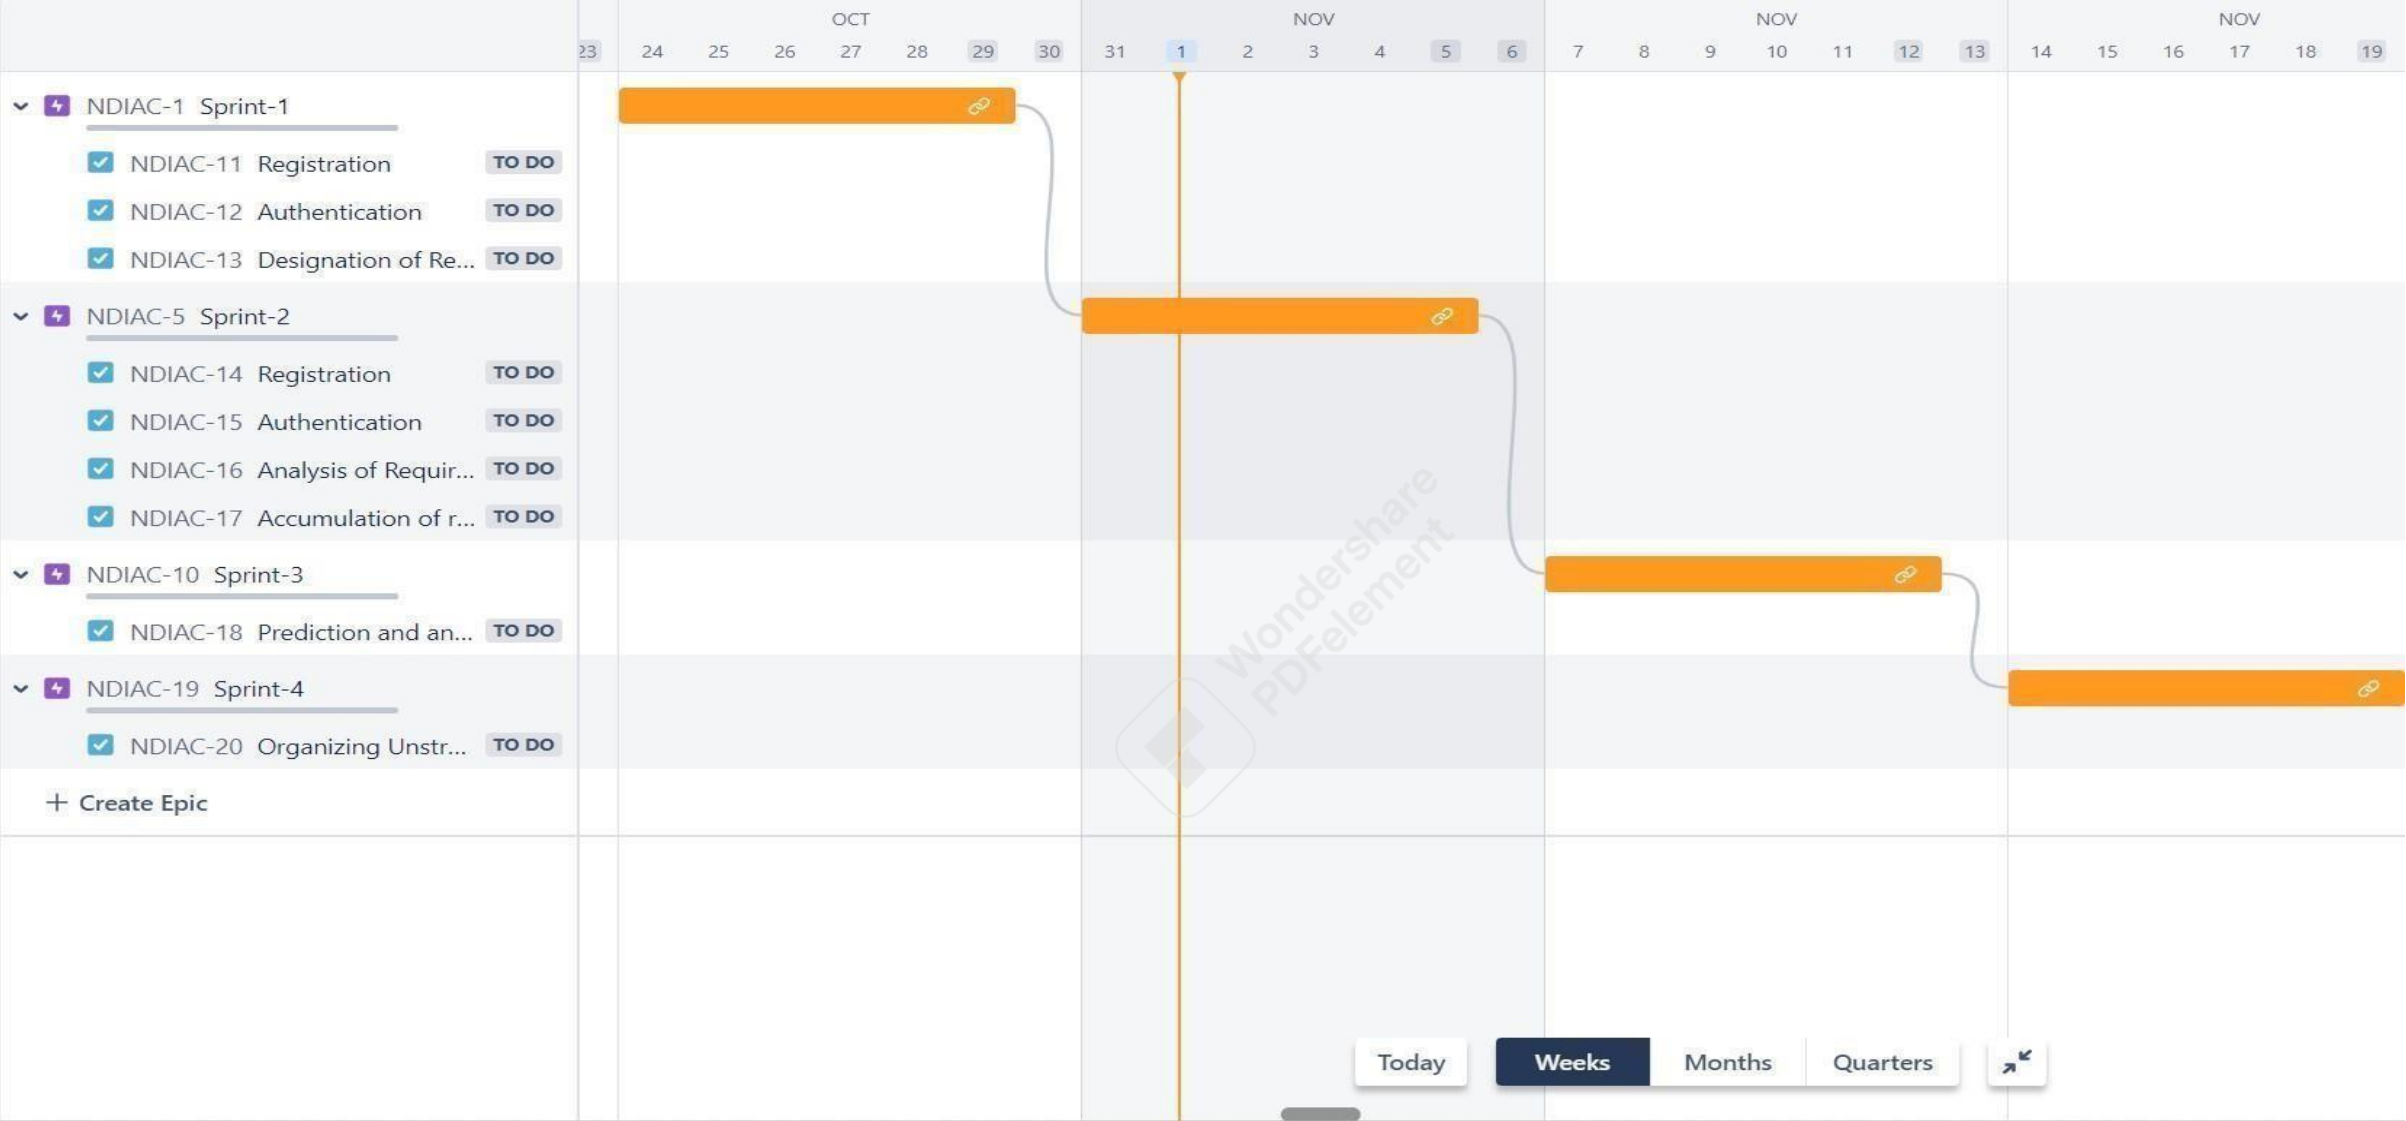 OCT NOV NOV NOV
23 24 25 26 27 28 29 30 31 1 2 3 4 5 6 7 8 9 10 11 12 13 14 15 16 17 18 19
NDIAC-1 Sprint-1
NDIAC-11 Registration TO DO
NDIAC-12 Authentication TO DO
NDIAC-13 Designation of Re... TO DO
NDIAC-5 Sprint-2
NDIAC-14 Registration TO DO
NDIAC-15 Authentication TO DO
NDIAC-16 Analysis of Requir... TO DO
NDIAC-17 Accumulation of r... TO DO
NDIAC-10 Sprint-3
NDIAC-18 Prediction and an... TO DO
NDIAC-19 Sprint-4
NDIAC-20 Organizing Unstr... TO DO
+ Create Epic
Wondershare
PDFelement
Today Weeks Months Quarters